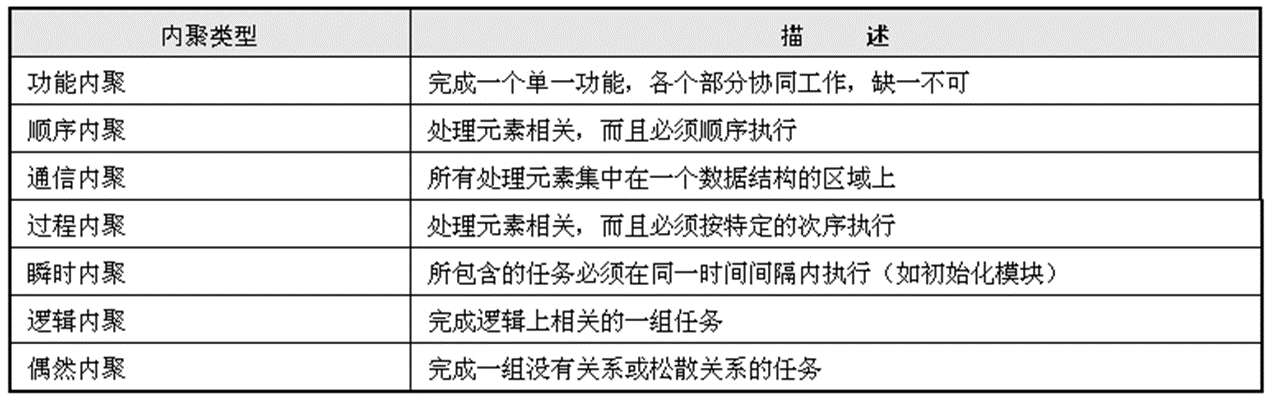 内聚类型 描 述
功能内聚 完成一个单一功能，各个部分协同工作，缺一不可
顺序内聚 处理元素相关，而且必须顺序执行
通信内聚 所有处理元素集中在一个数据结构的区域上
过程内聚 处理元素相关，而且必须按特定的次序执行
瞬时内聚 所包含的任务必须在同一时间间隔内执行（如初始化模块）
逻辑内聚 完成逻辑上相关的一组任务
偶然内聚 完成一组没有关系或松散关系的任务